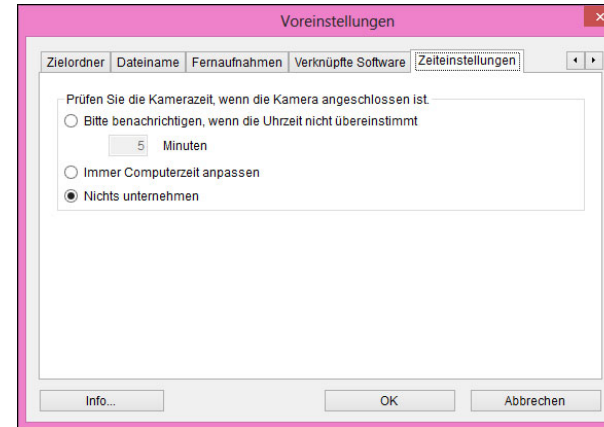 Voreinstellungen
Zielordner Dateiname Fernaufnahmen Verknüpfte Software Zeiteinstellungen
Prüfen Sie die Kamerazeit, wenn die Kamera angeschlossen ist.
Bitte benachrichtigen, wenn die Uhrzeit nicht übereinstimmt
5 Minuten
Immer Computerzeit anpassen
Nichts unternehmen
Info... OK Abbrechen